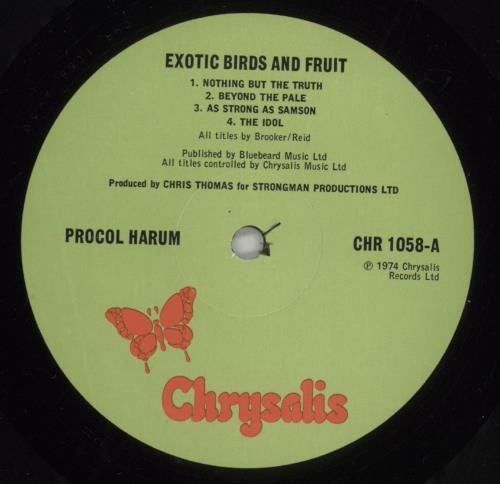 EXOTIC BIRDS AND FRUIT
1. NOTHING BUT THE TRUTH
2. BEYOND THE PALE
3. AS STRONG AS SAMSON
4. THE IDOL
All titles by Brooker/Reid
Published by Bluebeard Music Ltd
All titles controlled by Chrysalis Music Ltd
Produced by CHRIS THOMAS for STRONGMAN PRODUCTIONS LTD
PROCOL HARUM
CHR 1058-A
℗ 1974 Chrysalis
Records Ltd
Chrysalis